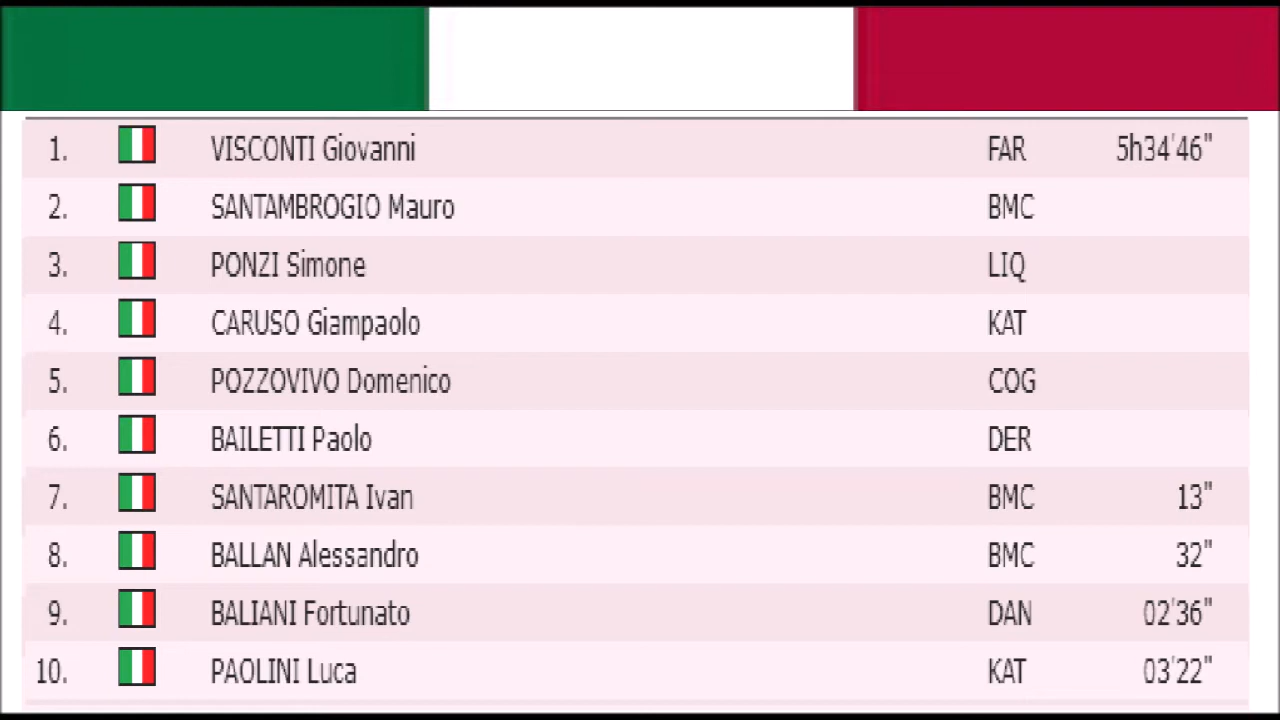 1. VISCONTI Giovanni FAR 5h34'46"
2. SANTAMBROGIO Mauro BMC
3. PONZI Simone LIQ
4. CARUSO Giampaolo KAT
5. POZZOVIVO Domenico COG
6. BAILETTI Paolo DER
7. SANTAROMITA Ivan BMC 13"
8. BALLAN Alessandro BMC 32"
9. BALIANI Fortunato DAN 02'36"
10. PAOLINI Luca KAT 03'22"